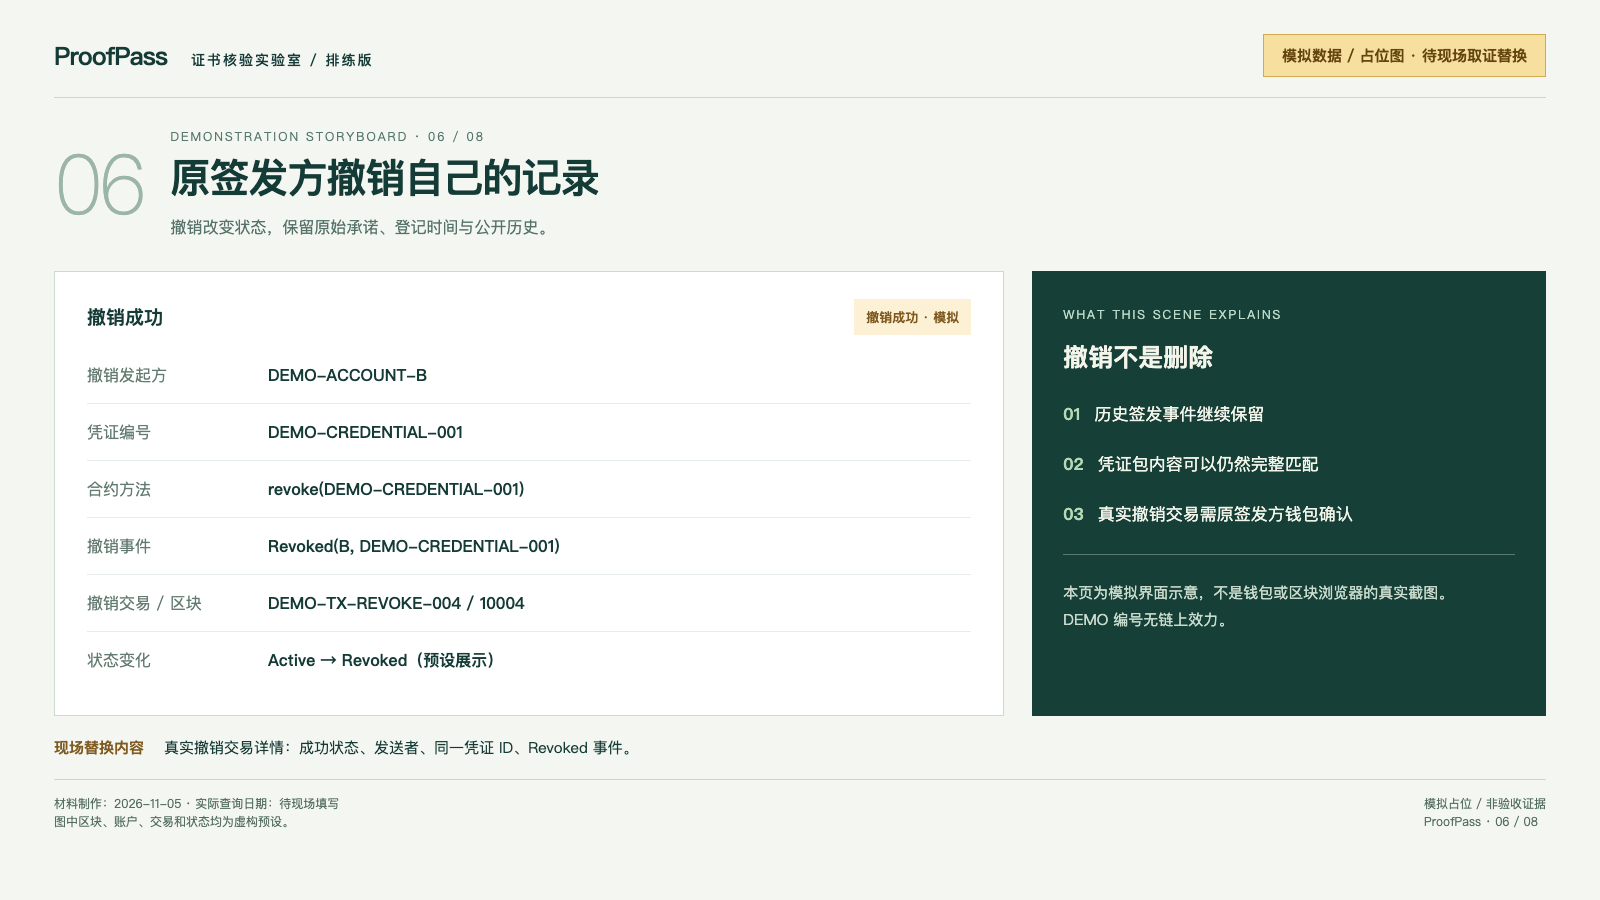 ProofPass 证书核验实验室 / 排练版
模拟数据 / 占位图 · 待现场取证替换
06
DEMONSTRATION STORYBOARD · 06 / 08
原签发方撤销自己的记录
撤销改变状态，保留原始承诺、登记时间与公开历史。
撤销成功
撤销成功 · 模拟
撤销发起方 DEMO-ACCOUNT-B
凭证编号 DEMO-CREDENTIAL-001
合约方法 revoke(DEMO-CREDENTIAL-001)
撤销事件 Revoked(B, DEMO-CREDENTIAL-001)
撤销交易 / 区块 DEMO-TX-REVOKE-004 / 10004
状态变化 Active → Revoked（预设展示）
WHAT THIS SCENE EXPLAINS
撤销不是删除
01 历史签发事件继续保留
02 凭证包内容可以仍然完整匹配
03 真实撤销交易需原签发方钱包确认
本页为模拟界面示意，不是钱包或区块浏览器的真实截图。
DEMO 编号无链上效力。
现场替换内容 真实撤销交易详情：成功状态、发送者、同一凭证 ID、Revoked 事件。
材料制作：2026-11-05 · 实际查询日期：待现场填写
图中区块、账户、交易和状态均为虚构预设。
模拟占位 / 非验收证据
ProofPass · 06 / 08